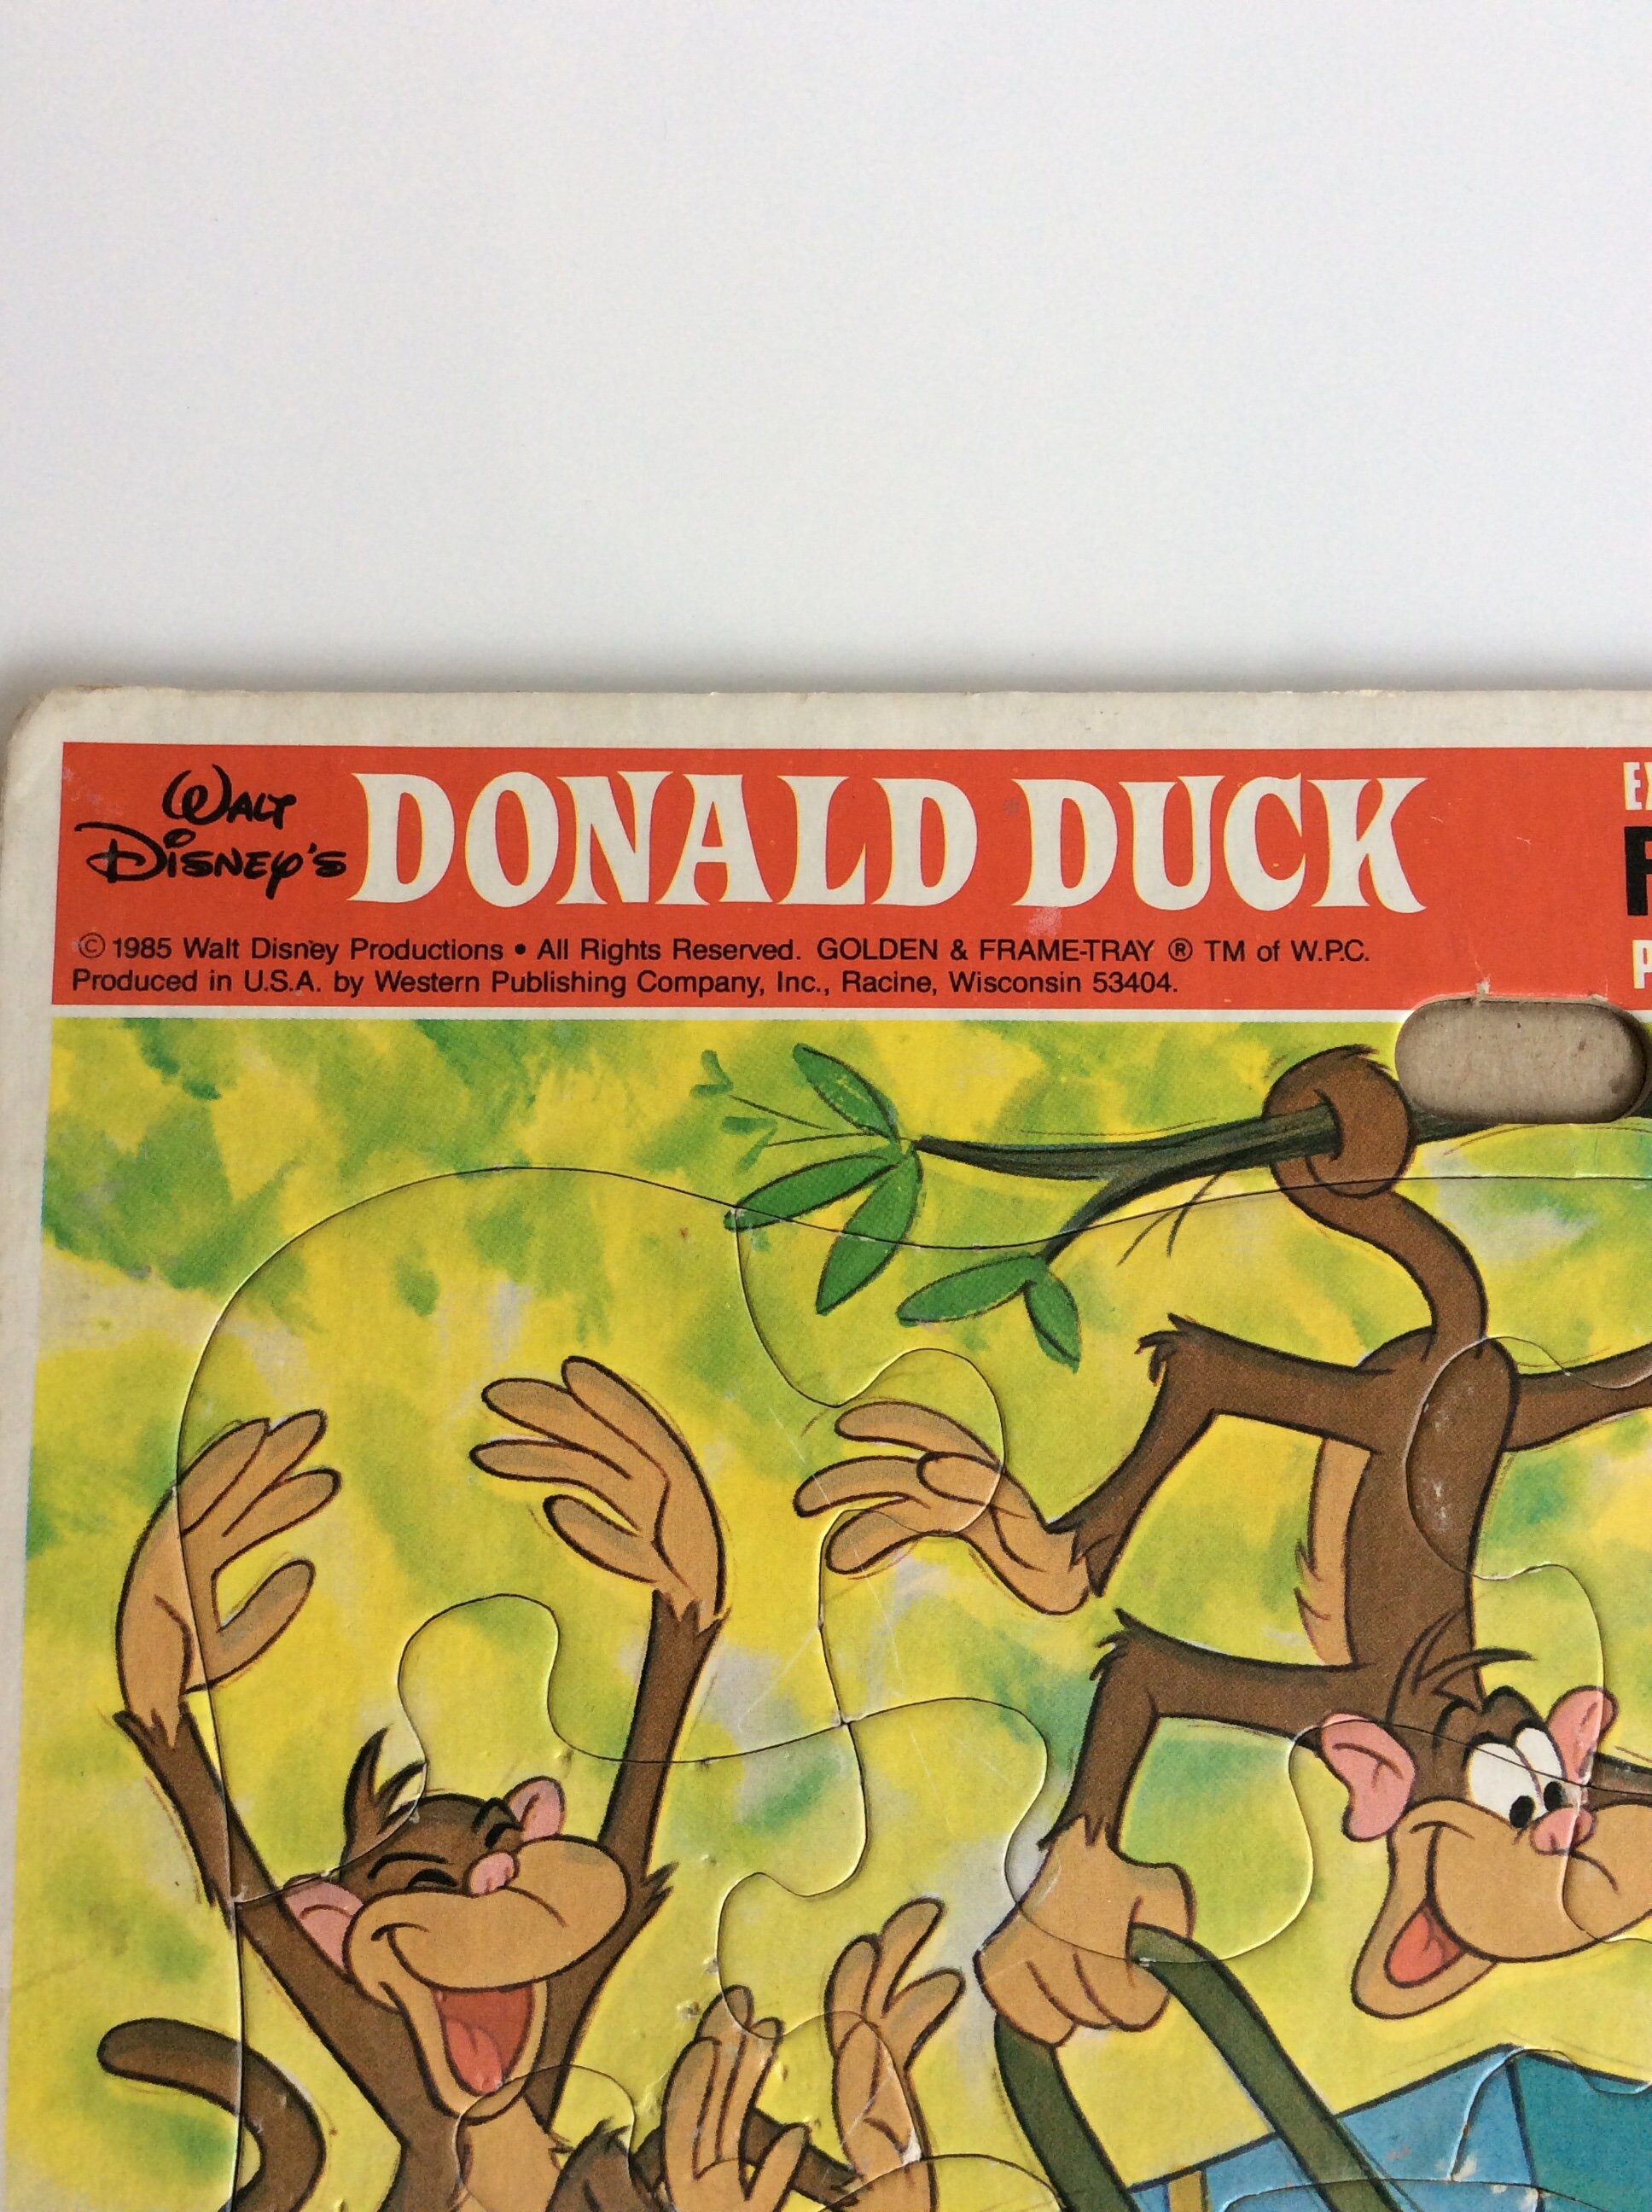 WALT
DISNEY'S
DONALD DUCK
© 1985 Walt Disney Productions • All Rights Reserved. GOLDEN & FRAME-TRAY ® TM of W.P.C.
Produced in U.S.A. by Western Publishing Company, Inc., Racine, Wisconsin 53404.